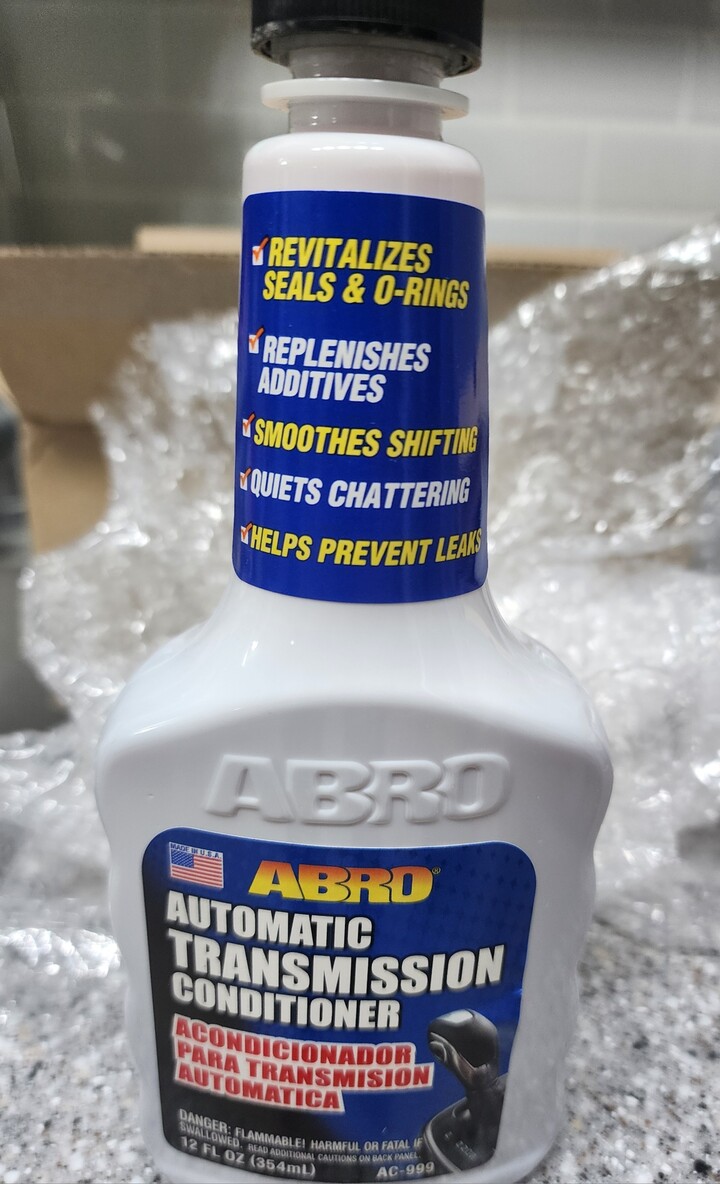 REVITALIZES
SEALS & O-RINGS
REPLENISHES
ADDITIVES
SMOOTHES SHIFTING
QUIETS CHATTERING
HELPS PREVENT LEAKS
ABRO
MADE IN U.S.A.
ABRO®
AUTOMATIC
TRANSMISSION
CONDITIONER
ACONDICIONADOR
PARA TRANSMISION
AUTOMATICA
DANGER: FLAMMABLE! HARMFUL OR FATAL IF
SWALLOWED. READ ADDITIONAL CAUTIONS ON BACK PANEL.
12 FL OZ (354mL) AC-999